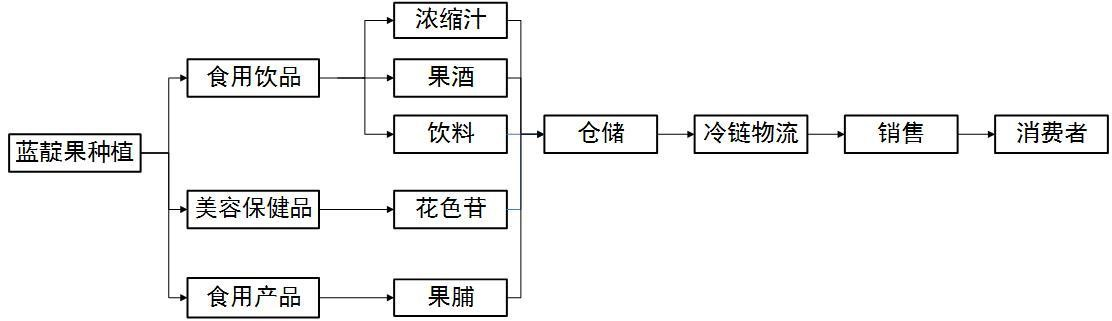 蓝靛果种植
食用饮品
浓缩汁
果酒
饮料
美容保健品
花色苷
食用产品
果脯
仓储
冷链物流
销售
消费者